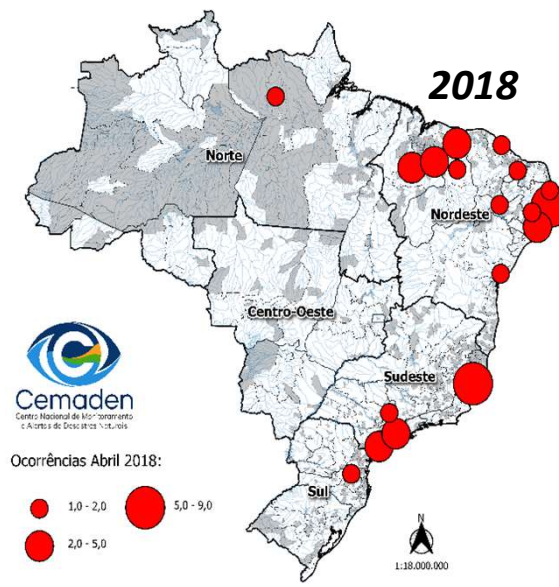 2018
Norte
Nordeste
Centro-Oeste
Sudeste
Sul
Cemaden
Centro Nacional de Monitoramento
e Alertas de Desastres Naturais
Ocorrências Abril 2018:
1,0 - 2,0
5,0 - 9,0
2,0 - 5,0
N
1:18.000.000